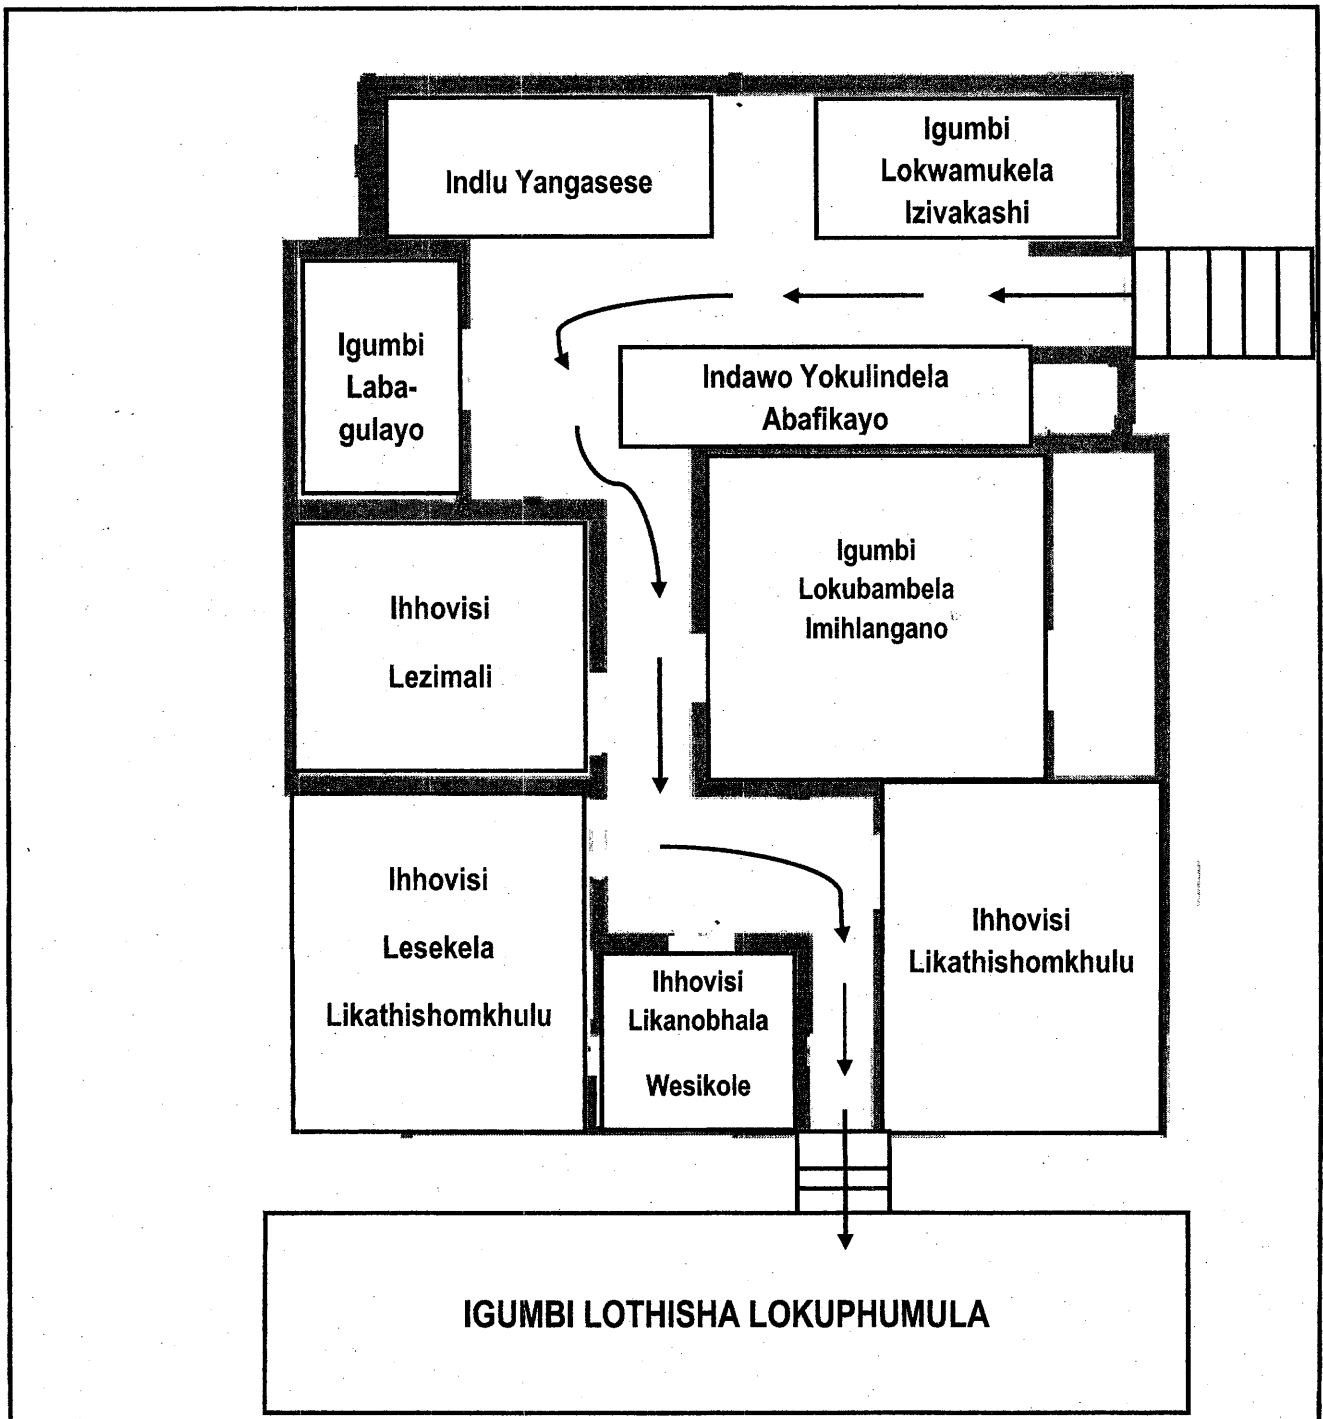 Indlu Yangasese
Igumbi
Lokwamukela
Izivakashi
Igumbi
Laba-
gulayo
Indawo Yokulindela
Abafikayo
Igumbi
Lokubambela
Imihlangano
Ihhovisi
Lezimali
Ihhovisi
Lesekela
Likathishomkhulu
Ihhovisi
Likanobhala
Wesikole
Ihhovisi
Likathishomkhulu
IGUMBI LOTHISHA LOKUPHUMULA